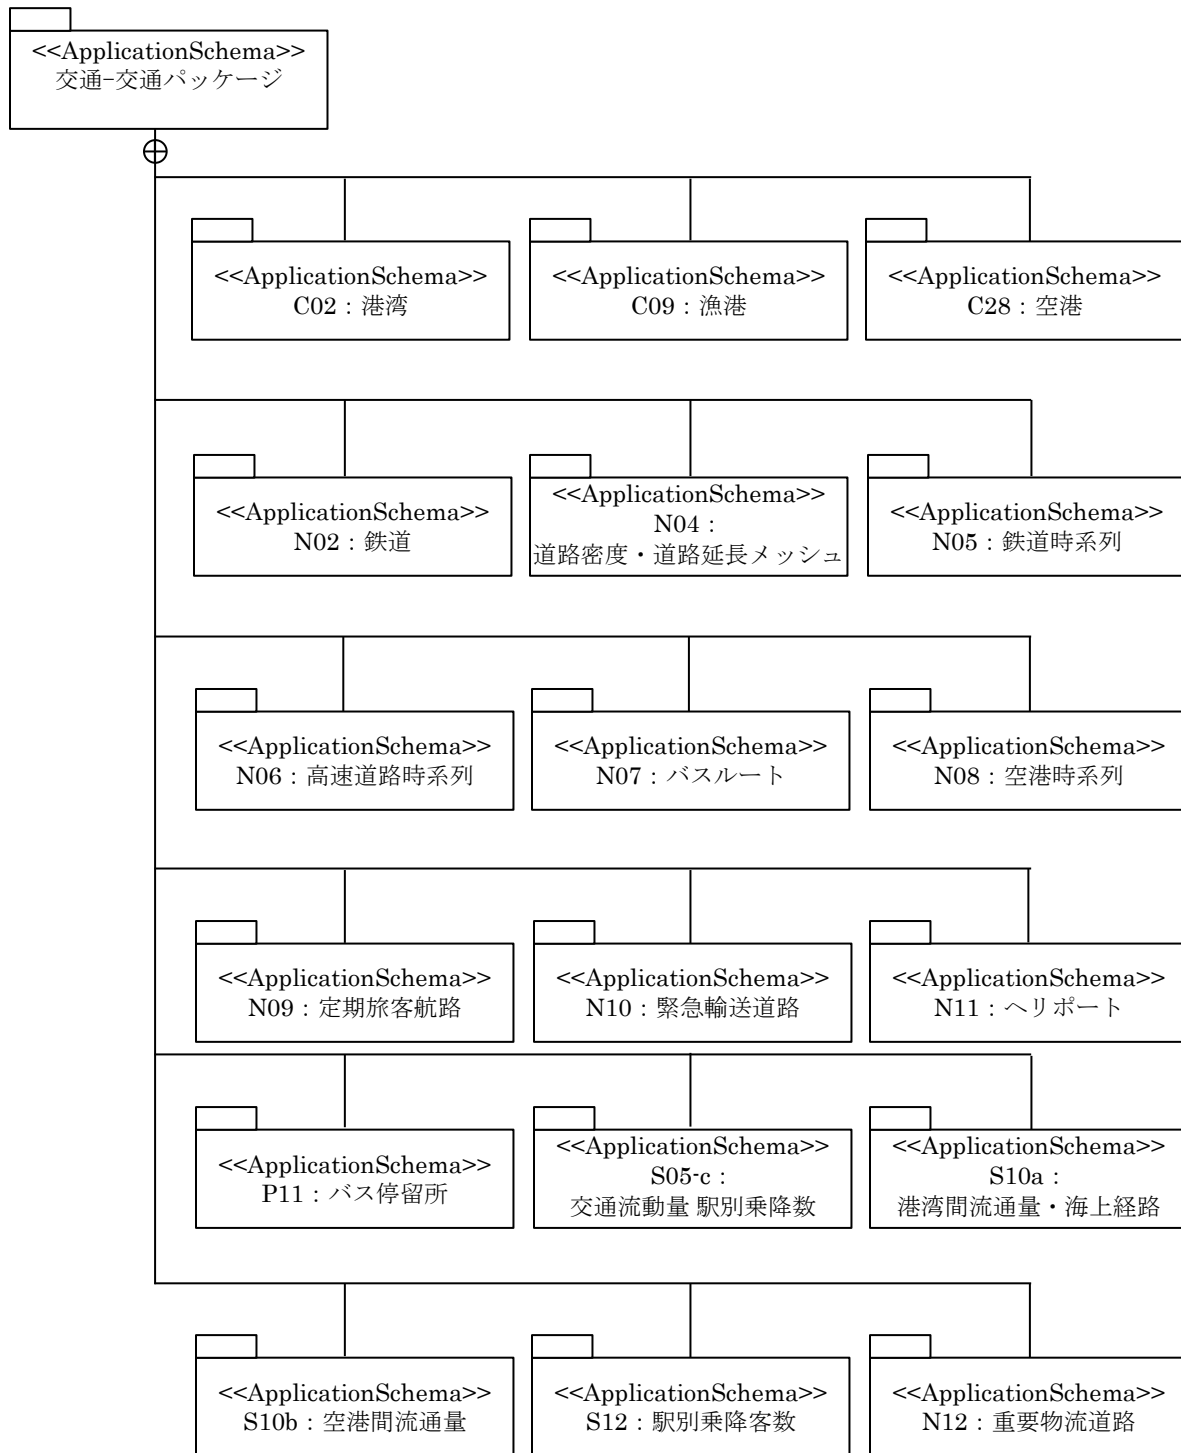 <<ApplicationSchema>>
交通-交通パッケージ
<<ApplicationSchema>>
C02：港湾
<<ApplicationSchema>>
C09：漁港
<<ApplicationSchema>>
C28：空港
<<ApplicationSchema>>
N02：鉄道
<<ApplicationSchema>>
N04：
道路密度・道路延長メッシュ
<<ApplicationSchema>>
N05：鉄道時系列
<<ApplicationSchema>>
N06：高速道路時系列
<<ApplicationSchema>>
N07：バスルート
<<ApplicationSchema>>
N08：空港時系列
<<ApplicationSchema>>
N09：定期旅客航路
<<ApplicationSchema>>
N10：緊急輸送道路
<<ApplicationSchema>>
N11：ヘリポート
<<ApplicationSchema>>
P11：バス停留所
<<ApplicationSchema>>
S05-c：
交通流動量 駅別乗降数
<<ApplicationSchema>>
S10a：
港湾間流通量・海上経路
<<ApplicationSchema>>
S10b：空港間流通量
<<ApplicationSchema>>
S12：駅別乗降客数
<<ApplicationSchema>>
N12：重要物流道路